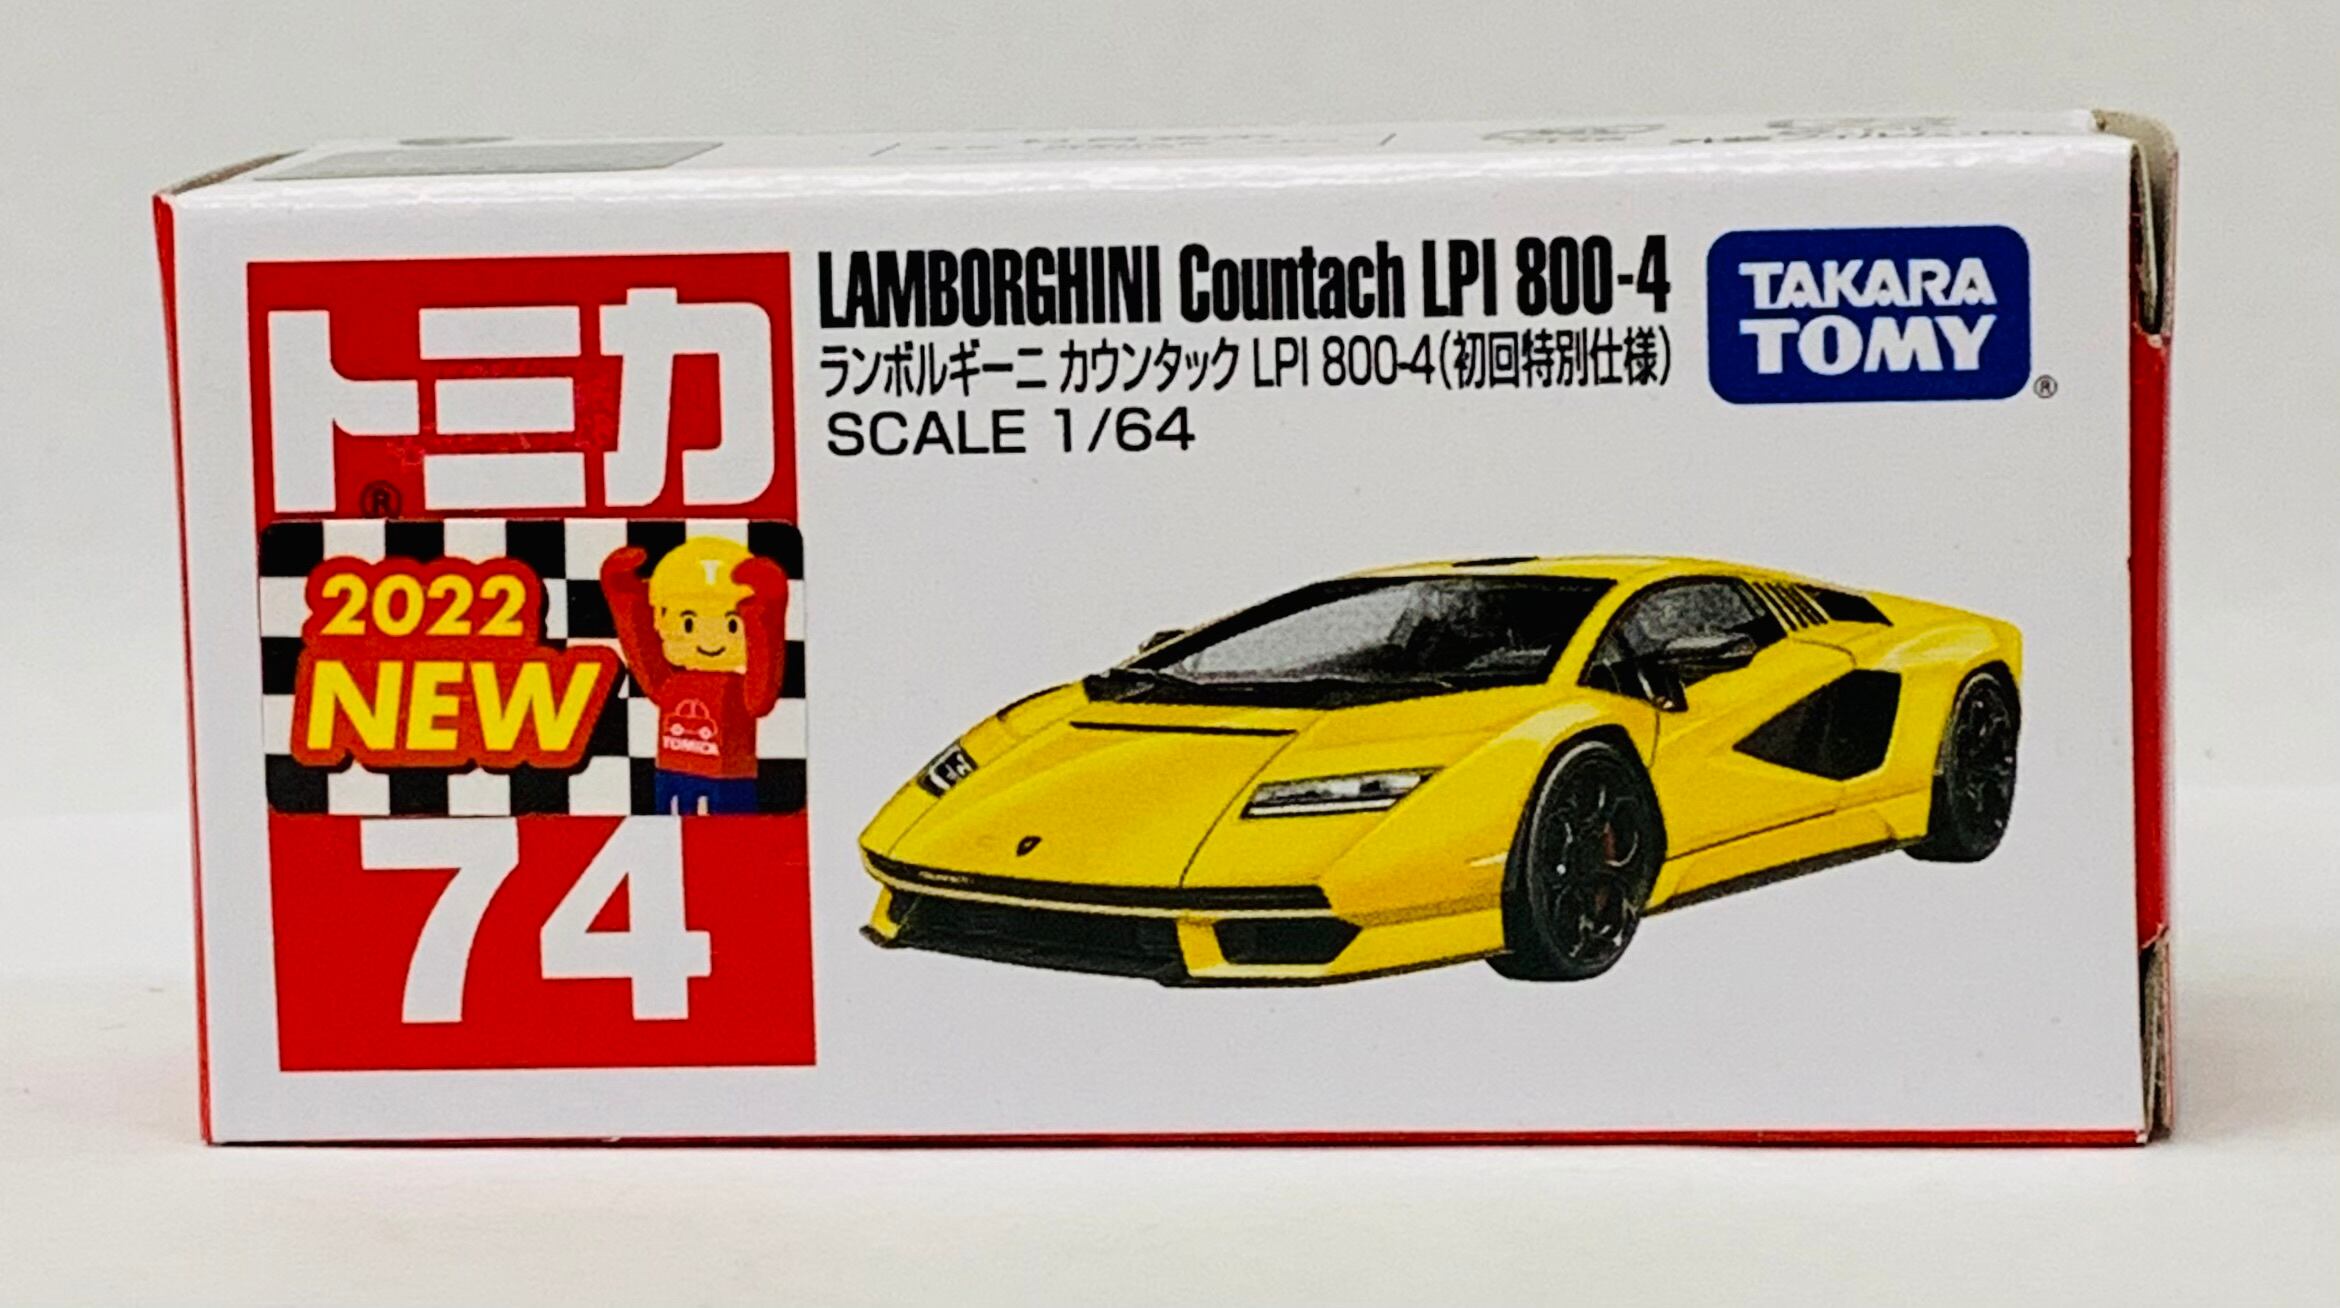 トミカ
®
2022
NEW
TOMICA
74
LAMBORGHINI Countach LPI 800-4
ランボルギーニ カウンタック LPI 800-4(初回特別仕様)
SCALE 1/64
TAKARA
TOMY
®